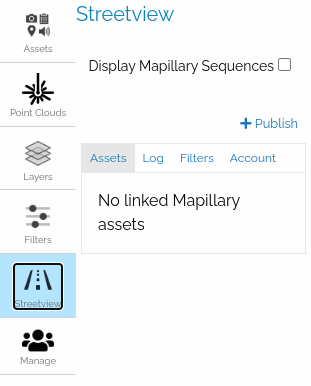 Streetview
Assets
Display Mapillary Sequences
Point Clouds
Publish
Assets Log Filters Account
Layers
No linked Mapillary
assets
Filters
Streetview
Manage